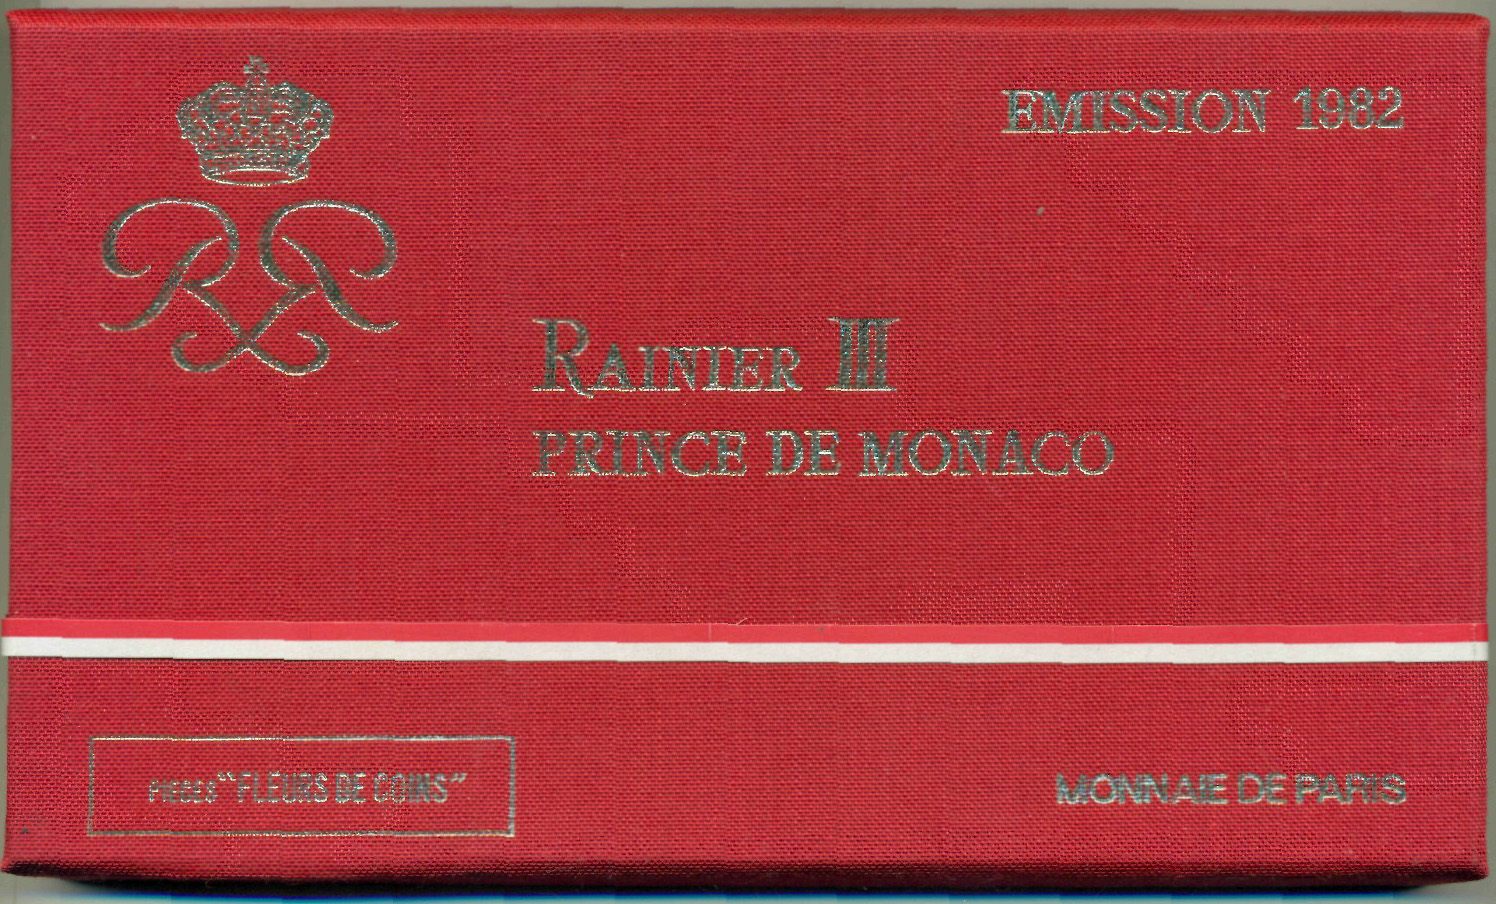 EMISSION 1982
RAINIER III
PRINCE DE MONACO
PIECES "FLEURS DE COINS"
MONNAIE DE PARIS